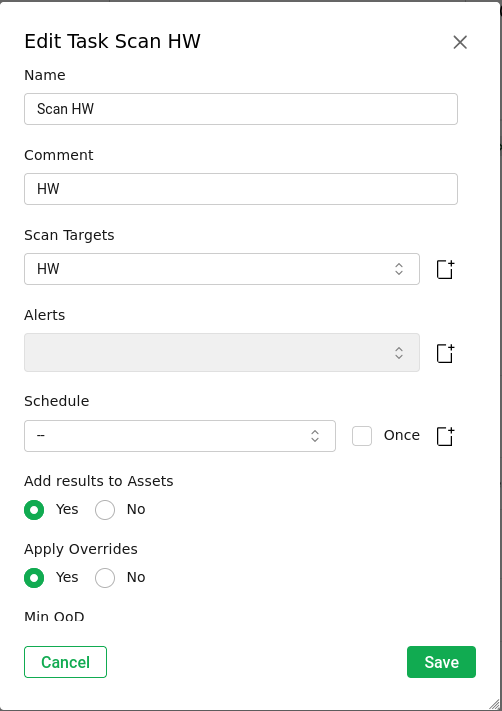 Edit Task Scan HW
Name
Scan HW
Comment
HW
Scan Targets
HW
Alerts
Schedule
--
Once
Add results to Assets
Yes No
Apply Overrides
Yes No
Min QoD
Cancel Save